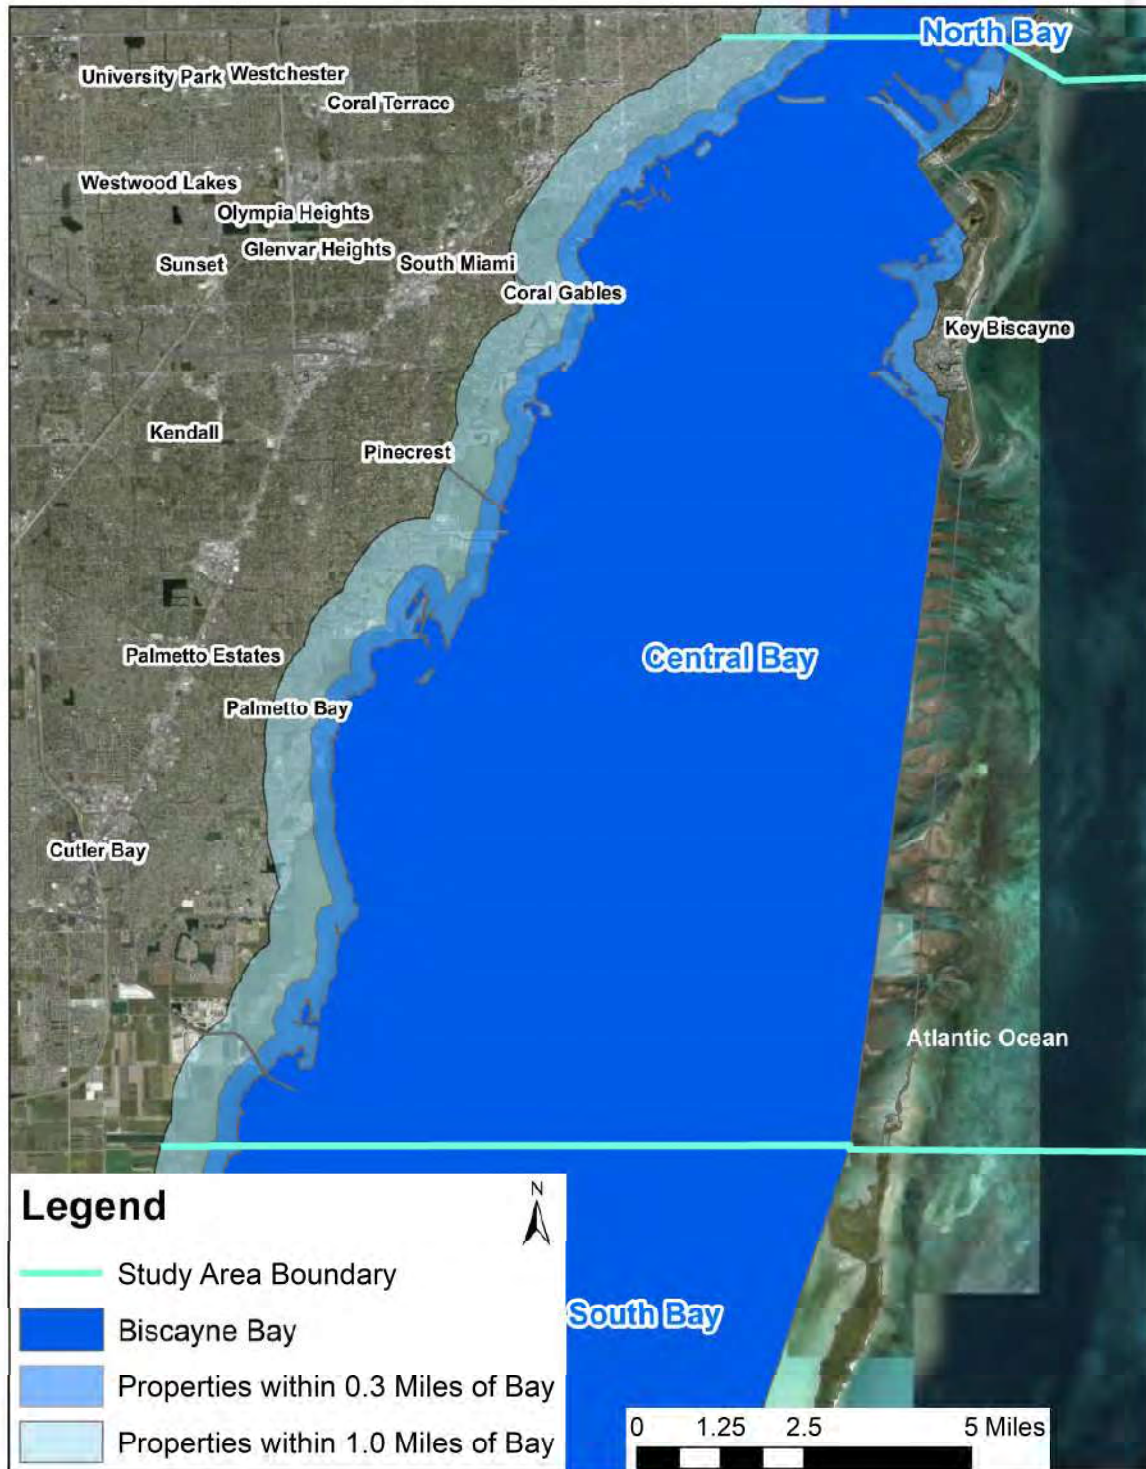 North Bay
University Park
Westchester
Coral Terrace
Westwood Lakes
Olympia Heights
Glenvar Heights
Sunset
South Miami
Coral Gables
Key Biscayne
Kendall
Pinecrest
Central Bay
Palmetto Estates
Palmetto Bay
Cutler Bay
Atlantic Ocean
South Bay
Legend
N
Study Area Boundary
Biscayne Bay
Properties within 0.3 Miles of Bay
Properties within 1.0 Miles of Bay
0 1.25 2.5 5 Miles